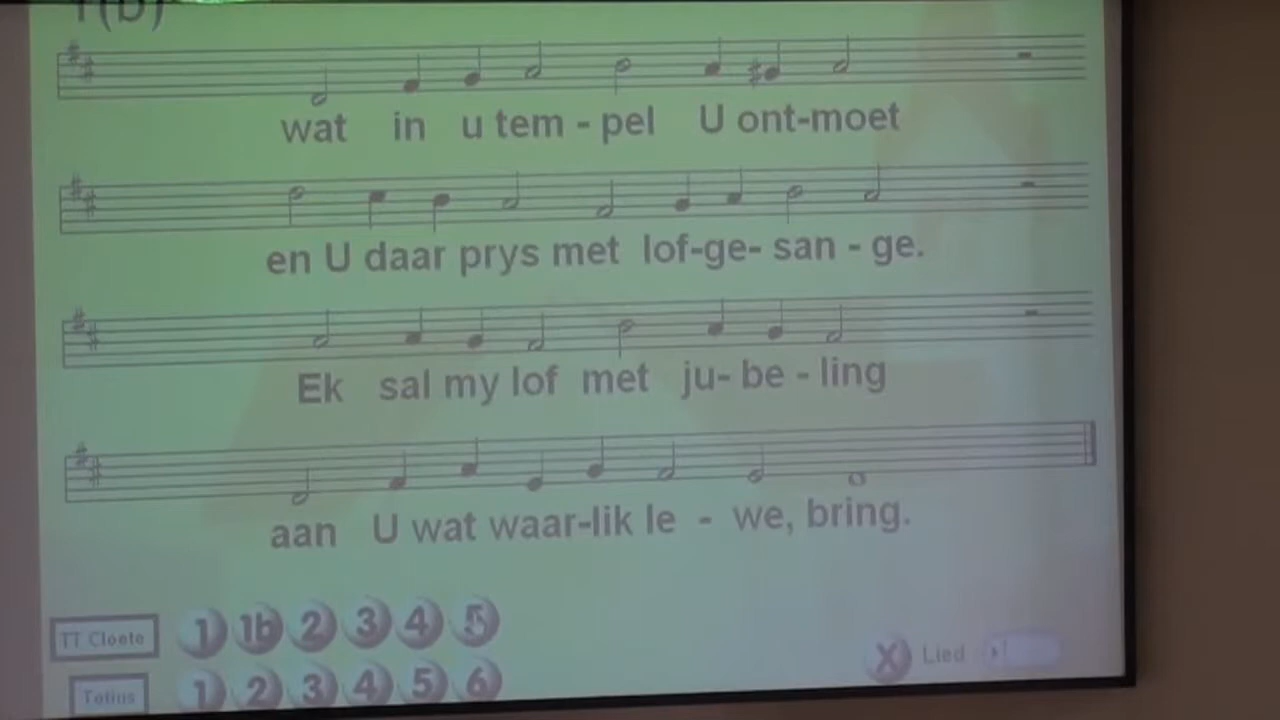 1(b)
wat in u tem - pel U ont-moet
en U daar prys met lof-ge- san - ge.
Ek sal my lof met ju- be - ling
aan U wat waar-lik le - we, bring.
TT Cloete 1 1b 2 3 4 5
X Lied
Totius 1 2 3 4 5 6